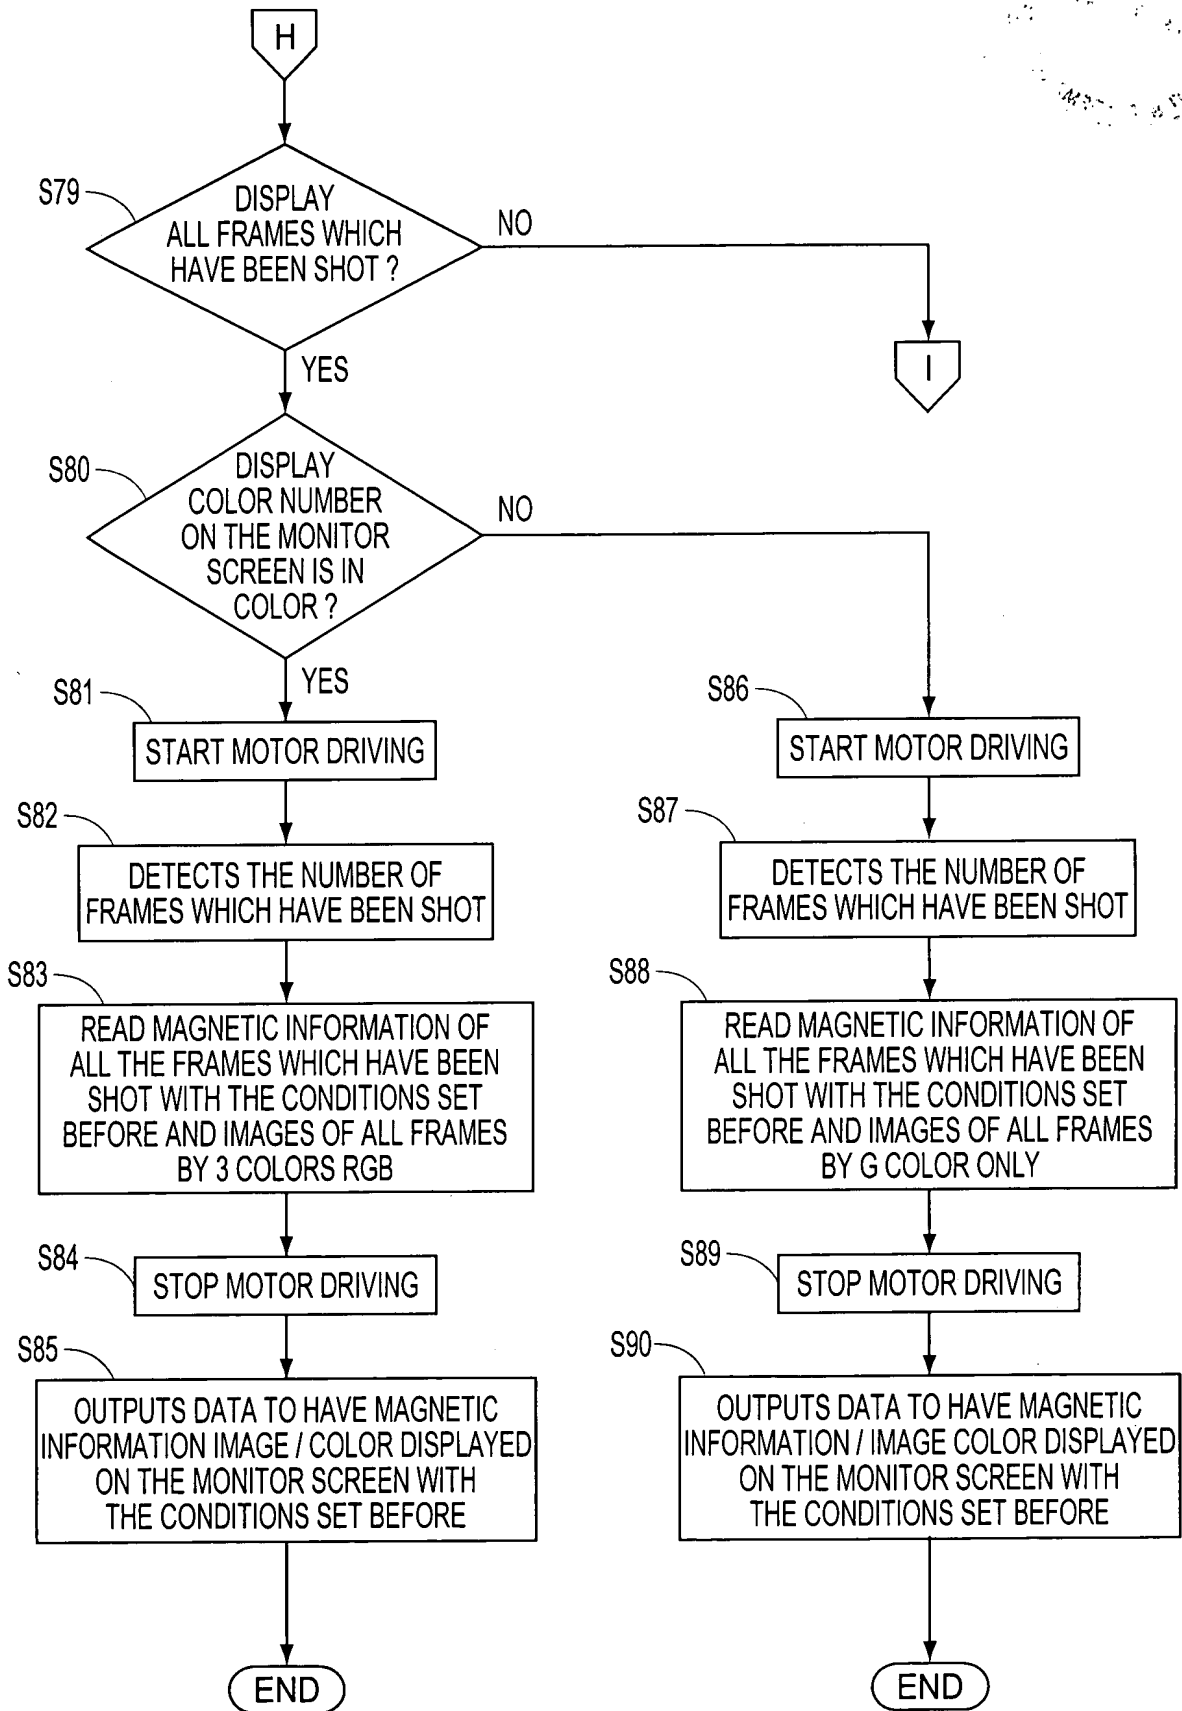 H
S79
DISPLAY
ALL FRAMES WHICH
HAVE BEEN SHOT ?
NO
YES
I
S80
DISPLAY
COLOR NUMBER
ON THE MONITOR
SCREEN IS IN
COLOR ?
NO
YES
S81
START MOTOR DRIVING
S82
DETECTS THE NUMBER OF
FRAMES WHICH HAVE BEEN SHOT
S83
READ MAGNETIC INFORMATION OF
ALL THE FRAMES WHICH HAVE BEEN
SHOT WITH THE CONDITIONS SET
BEFORE AND IMAGES OF ALL FRAMES
BY 3 COLORS RGB
S84
STOP MOTOR DRIVING
S85
OUTPUTS DATA TO HAVE MAGNETIC
INFORMATION IMAGE / COLOR DISPLAYED
ON THE MONITOR SCREEN WITH
THE CONDITIONS SET BEFORE
END
S86
START MOTOR DRIVING
S87
DETECTS THE NUMBER OF
FRAMES WHICH HAVE BEEN SHOT
S88
READ MAGNETIC INFORMATION OF
ALL THE FRAMES WHICH HAVE BEEN
SHOT WITH THE CONDITIONS SET
BEFORE AND IMAGES OF ALL FRAMES
BY G COLOR ONLY
S89
STOP MOTOR DRIVING
S90
OUTPUTS DATA TO HAVE MAGNETIC
INFORMATION / IMAGE COLOR DISPLAYED
ON THE MONITOR SCREEN WITH
THE CONDITIONS SET BEFORE
END